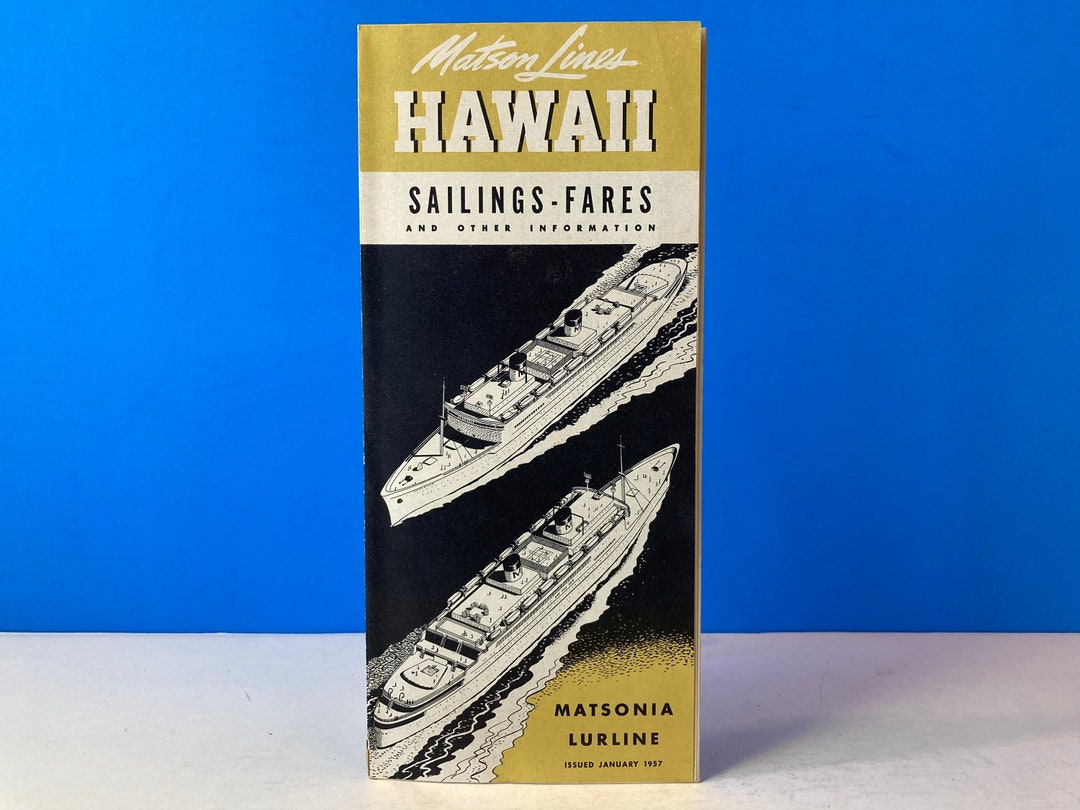 Matson Lines
HAWAII
SAILINGS-FARES
AND OTHER INFORMATION
MATSONIA
LURLINE
ISSUED JANUARY 1957